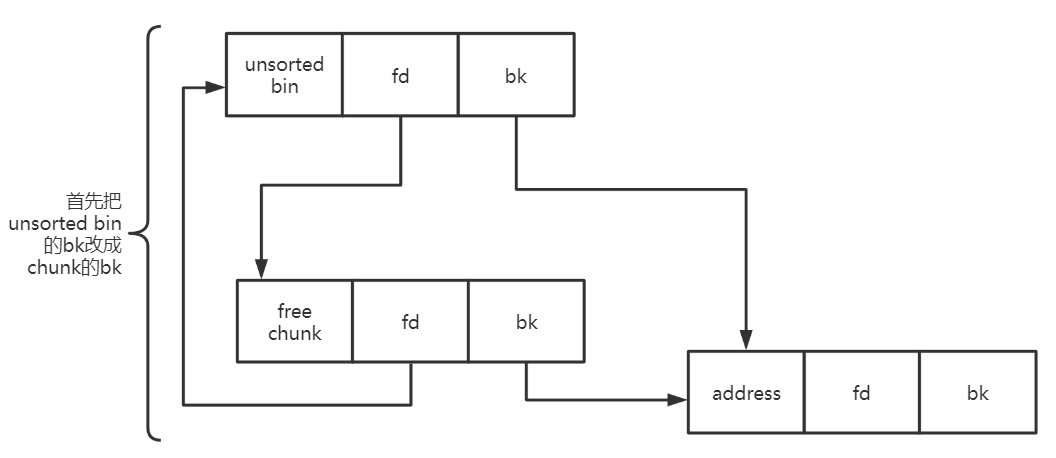 unsorted
bin
fd
bk
首先把
unsorted bin
的bk改成
chunk的bk
free
chunk
fd
bk
address
fd
bk